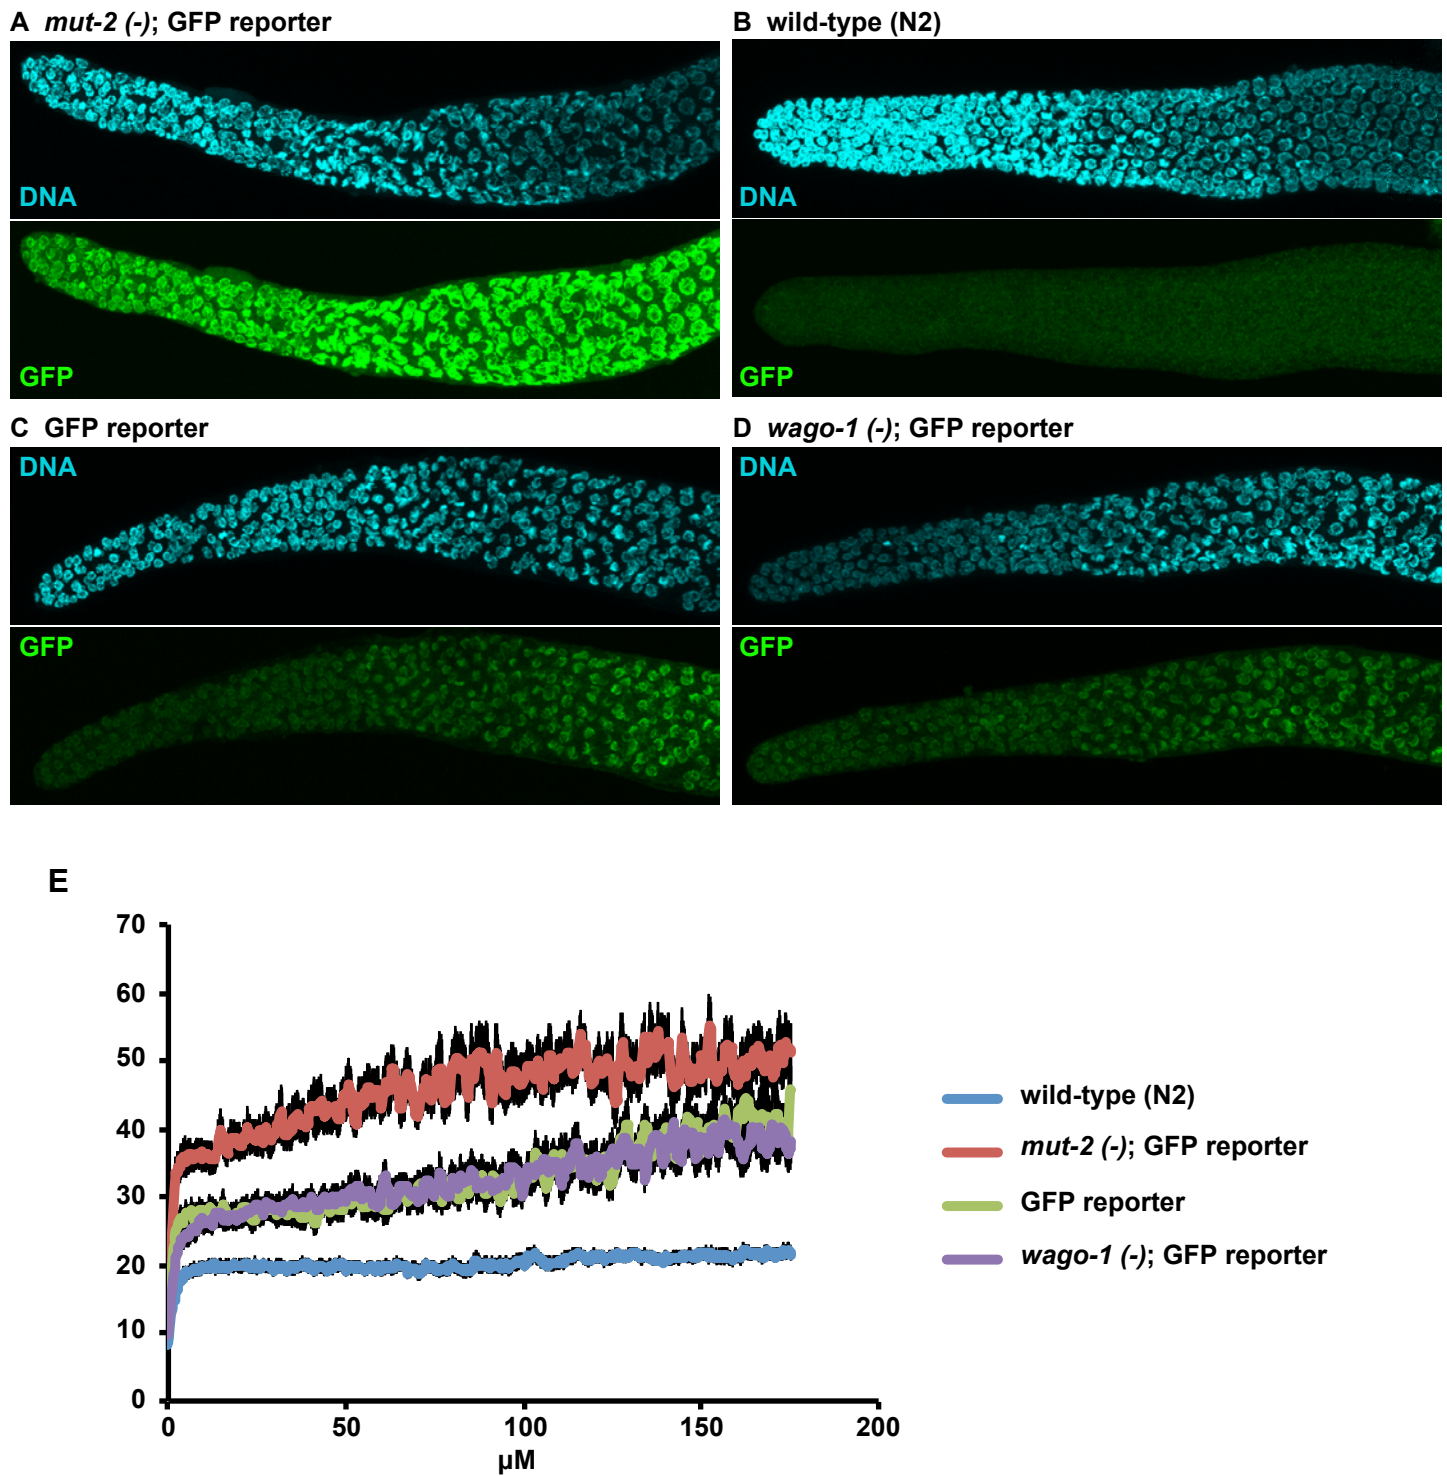 A mut-2 (-); GFP reporter
B wild-type (N2)
DNA
DNA
GFP
GFP
C GFP reporter
D wago-1 (-); GFP reporter
DNA
DNA
GFP
GFP
E
70
60
50
40
30
20
10
0
0 50 100 150 200
µM
wild-type (N2)
mut-2 (-); GFP reporter
GFP reporter
wago-1 (-); GFP reporter